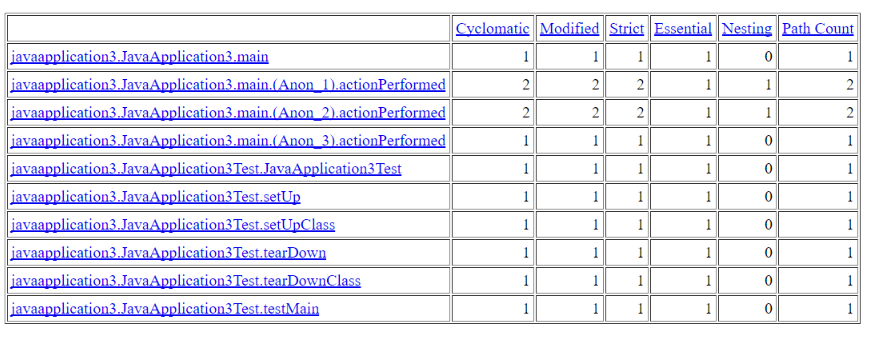 Cyclomatic Modified Strict Essential Nesting Path Count
javaapplication3.JavaApplication3.main 1 1 1 1 0 1
javaapplication3.JavaApplication3.main.(Anon_1).actionPerformed 2 2 2 1 1 2
javaapplication3.JavaApplication3.main.(Anon_2).actionPerformed 2 2 2 1 1 2
javaapplication3.JavaApplication3.main.(Anon_3).actionPerformed 1 1 1 1 0 1
javaapplication3.JavaApplication3Test.JavaApplication3Test 1 1 1 1 0 1
javaapplication3.JavaApplication3Test.setUp 1 1 1 1 0 1
javaapplication3.JavaApplication3Test.setUpClass 1 1 1 1 0 1
javaapplication3.JavaApplication3Test.tearDown 1 1 1 1 0 1
javaapplication3.JavaApplication3Test.tearDownClass 1 1 1 1 0 1
javaapplication3.JavaApplication3Test.testMain 1 1 1 1 0 1